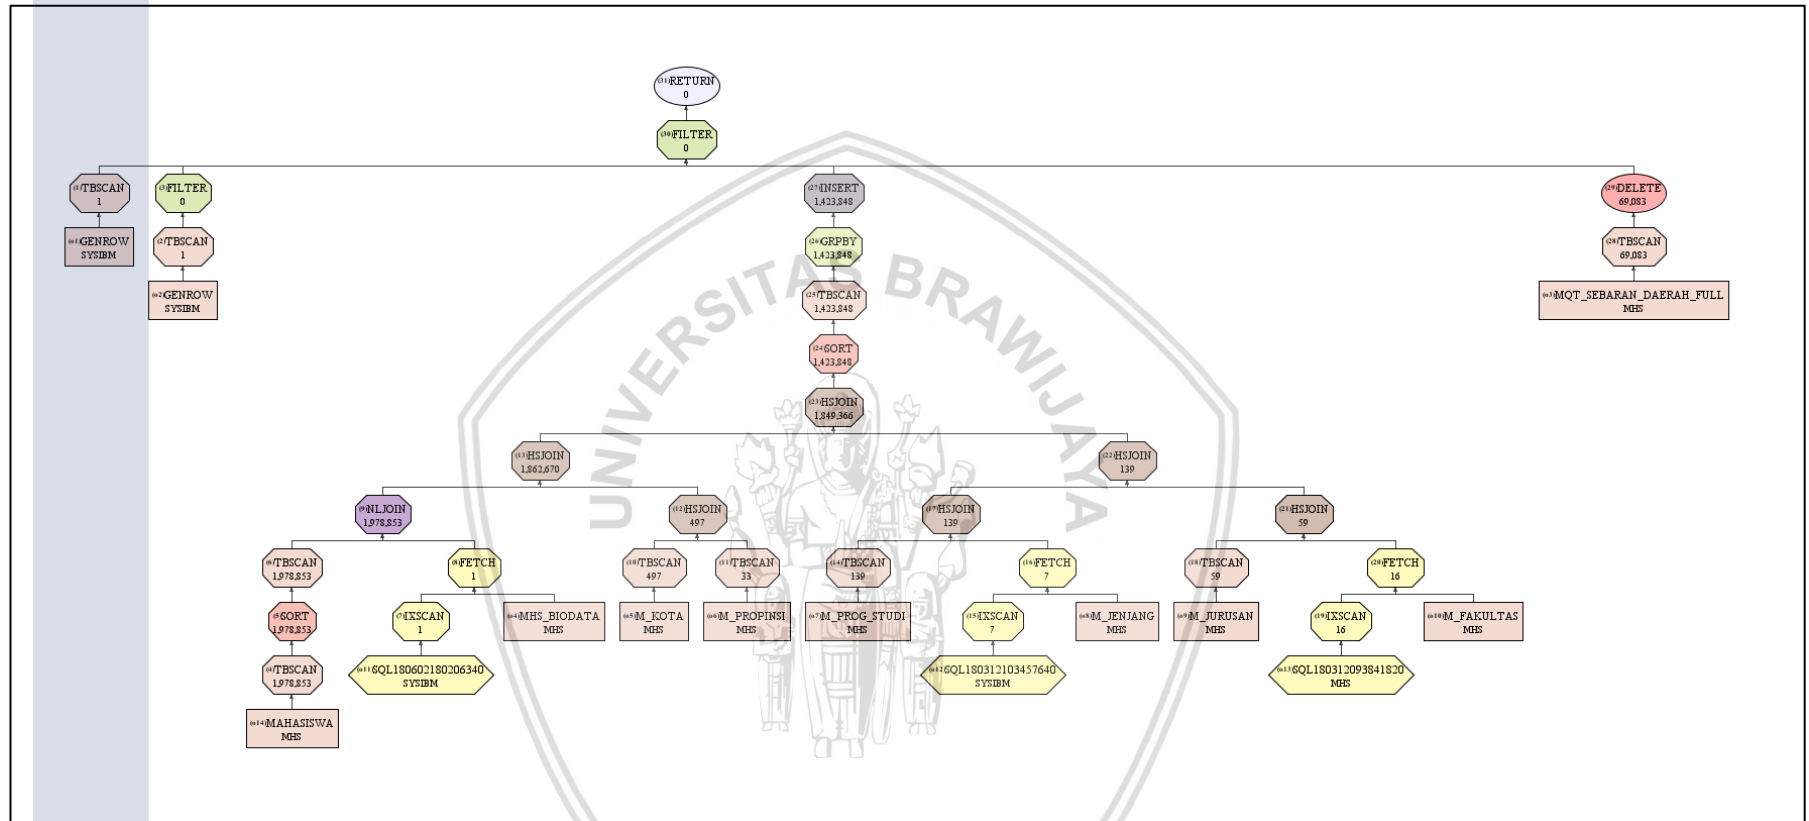 (31)RETURN
0
(30)FILTER
0
(1)TBSCAN
1
(3)FILTER
0
(27)INSERT
1,423,848
(29)DELETE
69,083
(o1)GENROW
SYSIBM
(2)TBSCAN
1
(26)GRPBY
1,423,848
(28)TBSCAN
69,083
(o2)GENROW
SYSIBM
(25)TBSCAN
1,423,848
(o3)MQT_SEBARAN_DAERAH_FULL
MHS
(24)SORT
1,423,848
(23)HSJOIN
1,849,366
(13)HSJOIN
1,862,670
(22)HSJOIN
139
(9)NLJOIN
1,978,853
(12)HSJOIN
497
(17)HSJOIN
139
(21)HSJOIN
59
(6)TBSCAN
1,978,853
(8)FETCH
1
(10)TBSCAN
497
(11)TBSCAN
33
(14)TBSCAN
139
(16)FETCH
7
(18)TBSCAN
59
(20)FETCH
16
(5)SORT
1,978,853
(7)IXSCAN
1
(o4)MHS_BIODATA
MHS
(o5)M_KOTA
MHS
(o6)M_PROPINSI
MHS
(o7)M_PROG_STUDI
MHS
(15)IXSCAN
7
(o8)M_JENJANG
MHS
(o9)M_JURUSAN
MHS
(19)IXSCAN
16
(o10)M_FAKULTAS
MHS
(4)TBSCAN
1,978,853
(o11)SQL180602180206340
SYSIBM
(o12)SQL180312103457640
SYSIBM
(o13)SQL180312093841820
MHS
(o14)MAHASISWA
MHS
UNIVERSITAS BRAWIJAYA